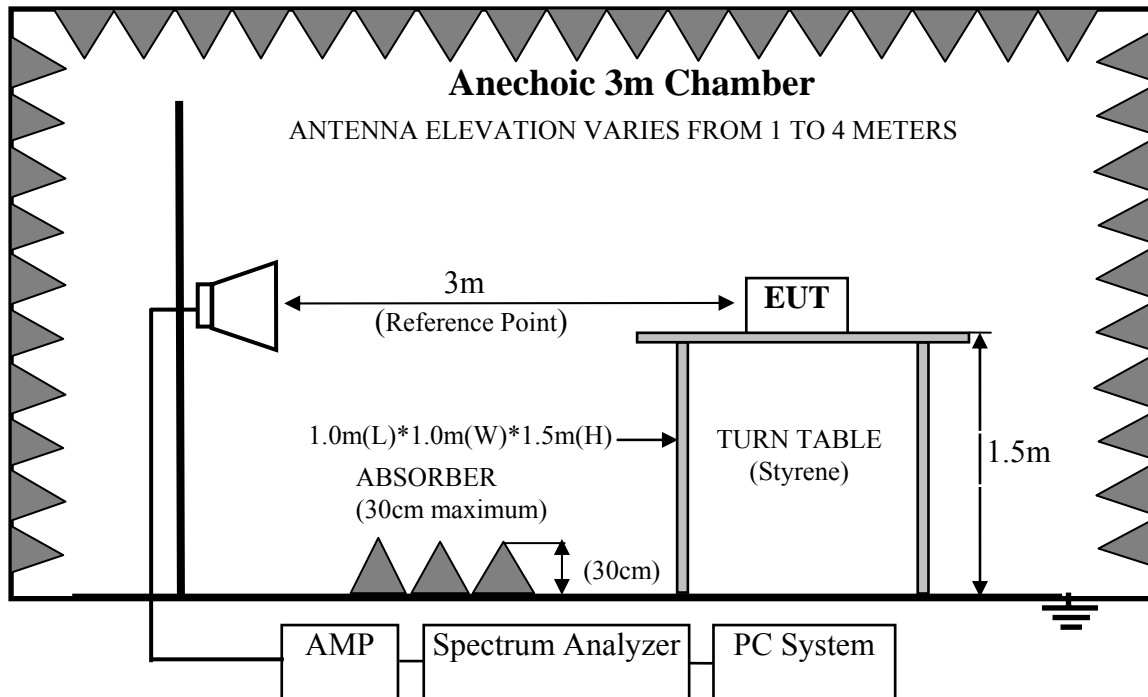 Anechoic 3m Chamber
ANTENNA ELEVATION VARIES FROM 1 TO 4 METERS
3m
(Reference Point)
EUT
1.0m(L)*1.0m(W)*1.5m(H)
TURN TABLE
(Styrene)
1.5m
ABSORBER
(30cm maximum)
(30cm)
AMP
Spectrum Analyzer
PC System